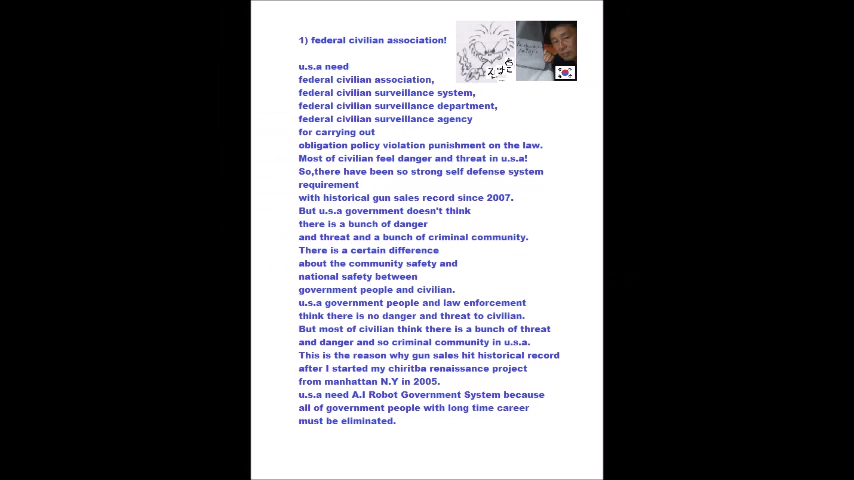 1) federal civilian association!
u.s.a need
federal civilian association,
federal civilian surveillance system,
federal civilian surveillance department,
federal civilian surveillance agency
for carrying out
obligation policy violation punishment on the law.
Most of civilian feel danger and threat in u.s.a!
So,there have been so strong self defense system
requirement
with historical gun sales record since 2007.
But u.s.a government doesn't think
there is a bunch of danger
and threat and a bunch of criminal community.
There is a certain difference
about the community safety and
national safety between
government people and civilian.
u.s.a government people and law enforcement
think there is no danger and threat to civilian.
But most of civilian think there is a bunch of threat
and danger and so criminal community in u.s.a.
This is the reason why gun sales hit historical record
after I started my chiritba renaissance project
from manhattan N.Y in 2005.
u.s.a need A.I Robot Government System because
all of government people with long time career
must be eliminated.